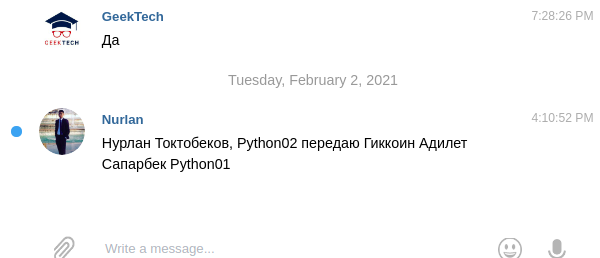 GeekTech 7:28:26 PM
GEEKTECH
Да
Tuesday, February 2, 2021
Nurlan 4:10:52 PM
Нурлан Токтобеков, Python02 передаю Гиккоин Адилет
Сапарбек Python01
Write a message...